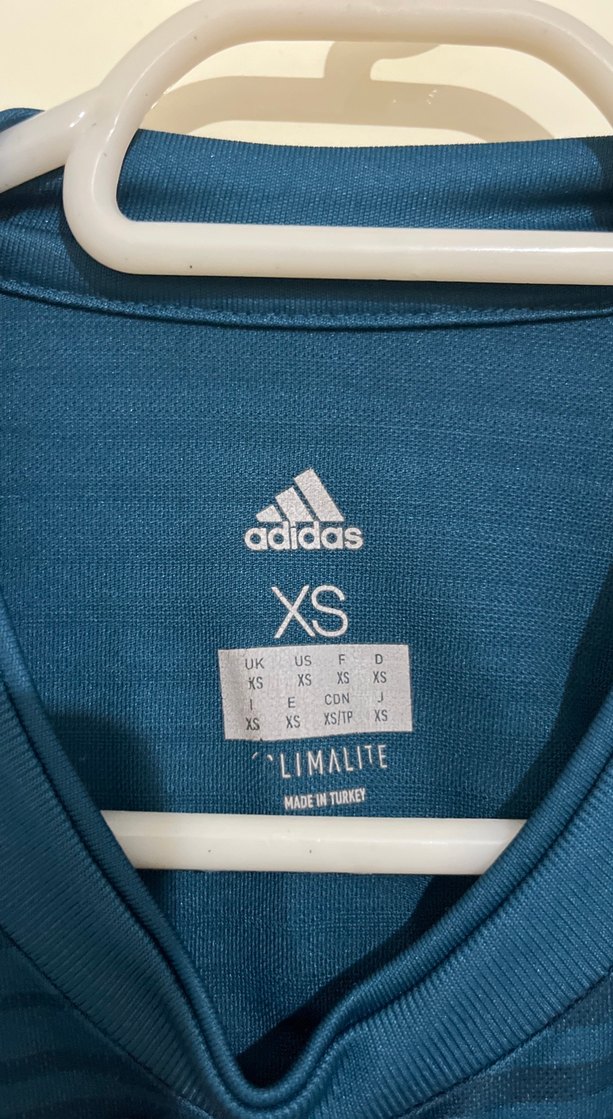 adidas
XS
UK US F D
XS XS XS XS
I E CDN J
XS XS XS/TP XS
CLIMALITE
MADE IN TURKEY